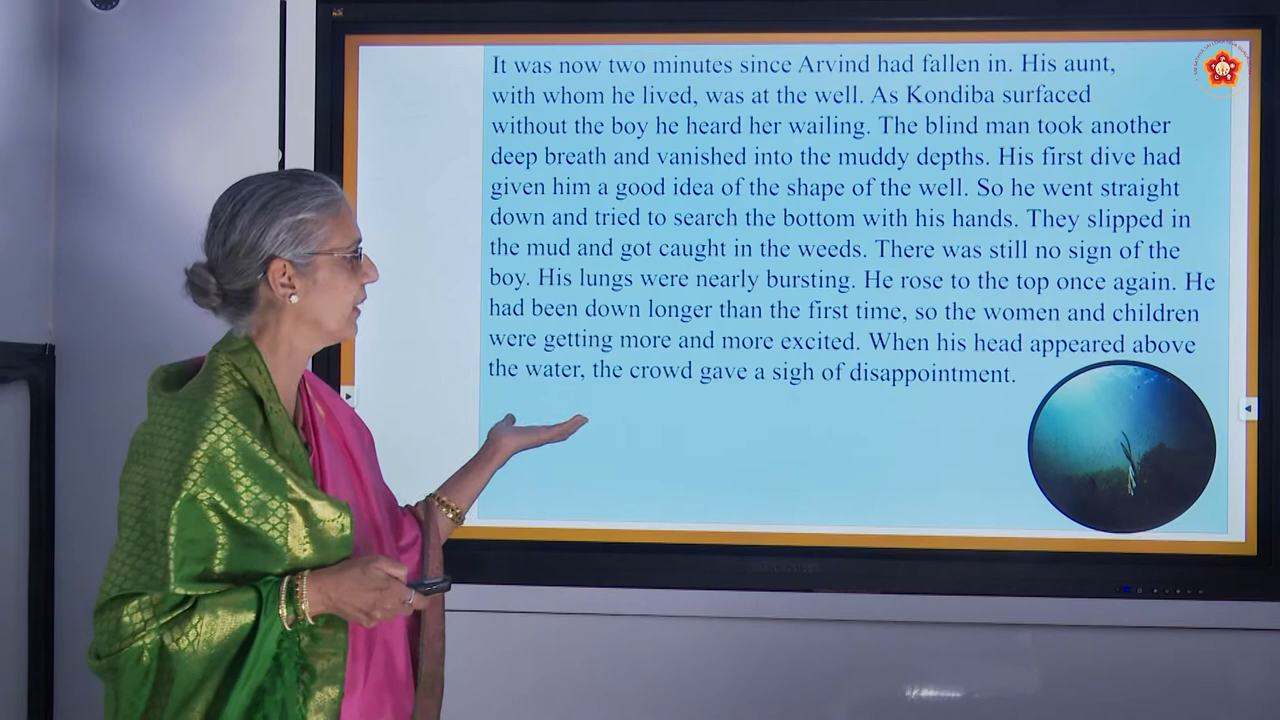 It was now two minutes since Arvind had fallen in. His aunt,
with whom he lived, was at the well. As Kondiba surfaced
without the boy he heard her wailing. The blind man took another
deep breath and vanished into the muddy depths. His first dive had
given him a good idea of the shape of the well. So he went straight
down and tried to search the bottom with his hands. They slipped in
the mud and got caught in the weeds. There was still no sign of the
boy. His lungs were nearly bursting. He rose to the top once again. He
had been down longer than the first time, so the women and children
were getting more and more excited. When his head appeared above
the water, the crowd gave a sigh of disappointment.